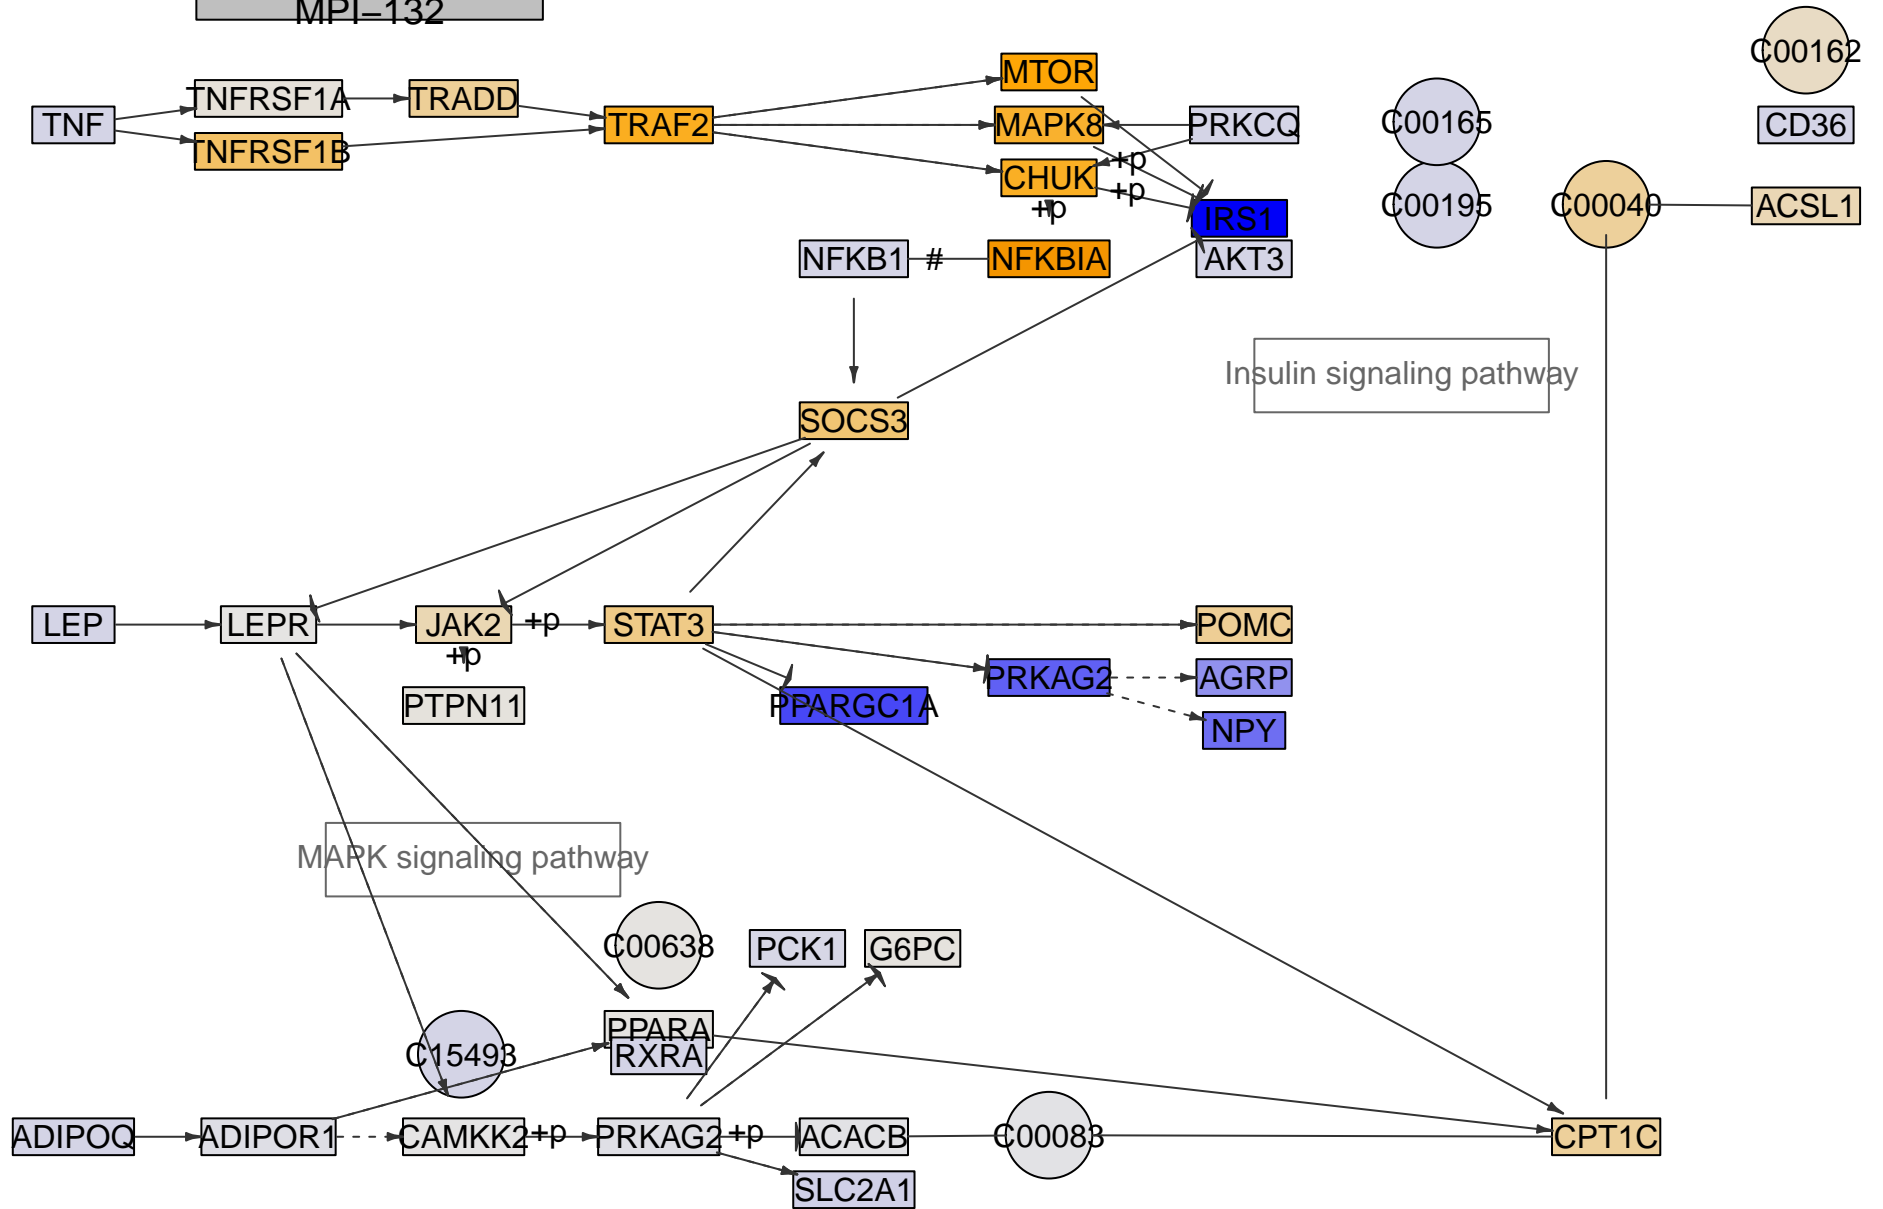 MPI–132
C00162
MTOR
TNFRSF1A
TRADD
TNF
TRAF2
MAPK8
PRKCQ
C00165
CD36
TNFRSF1B
+p
CHUK
+p
+p
IRS1
C00195
C00040
ACSL1
NFKB1
#
NFKBIA
AKT3
Insulin signaling pathway
SOCS3
LEP
LEPR
JAK2
+p
STAT3
POMC
+p
PRKAG2
AGRP
PTPN11
PPARGC1A
NPY
MAPK signaling pathway
C00638
PCK1
G6PC
PPARA
RXRA
C15493
ADIPOQ
ADIPOR1
CAMKK2
+p
PRKAG2
+p
ACACB
C00083
CPT1C
SLC2A1